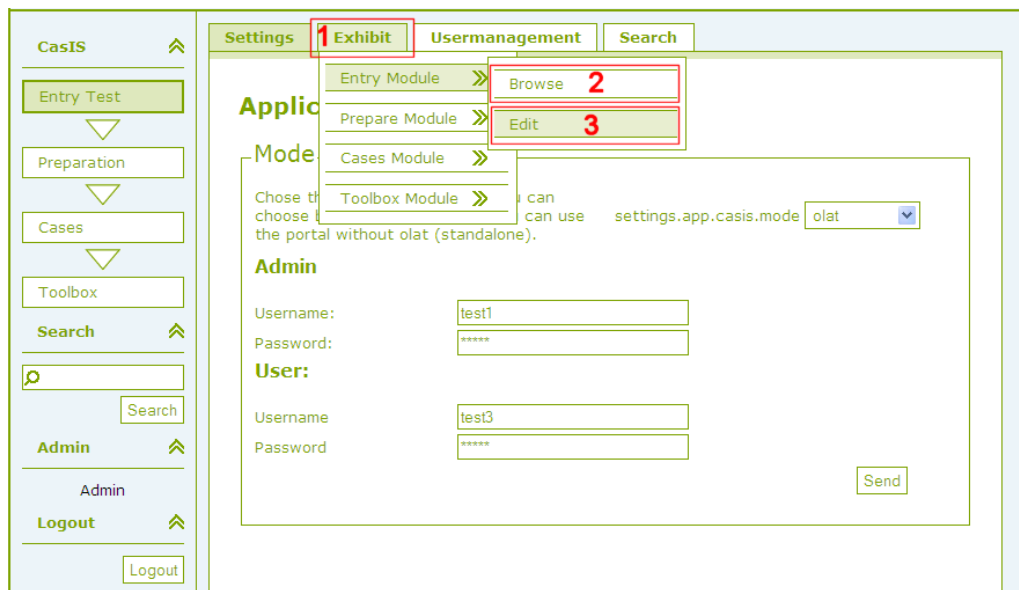 CasIS
Entry Test
Preparation
Cases
Toolbox
Search
Search
Admin
Admin
Logout
Logout
Settings
1
Exhibit
Usermanagement
Search
Entry Module
Prepare Module
Cases Module
Toolbox Module
Browse 2
Edit 3
Applic
Mode
Chose th
can
choose
can use
the portal without olat (standalone).
settings.app.casis.mode olat
Admin
Username: test1
Password: *****
User:
Username test3
Password *****
Send